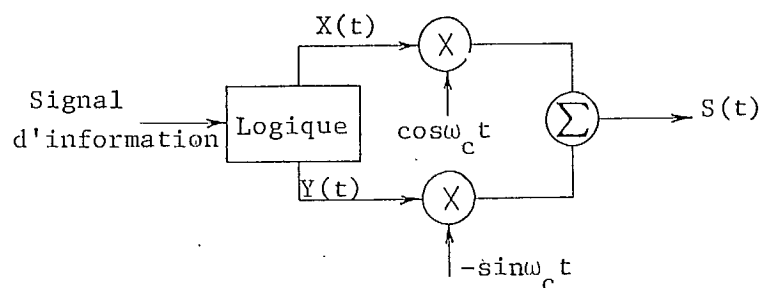 X(t)
X
Signal
d'information
Logique
cosω_c t
Σ
S(t)
Y(t)
X
-sinω_c t